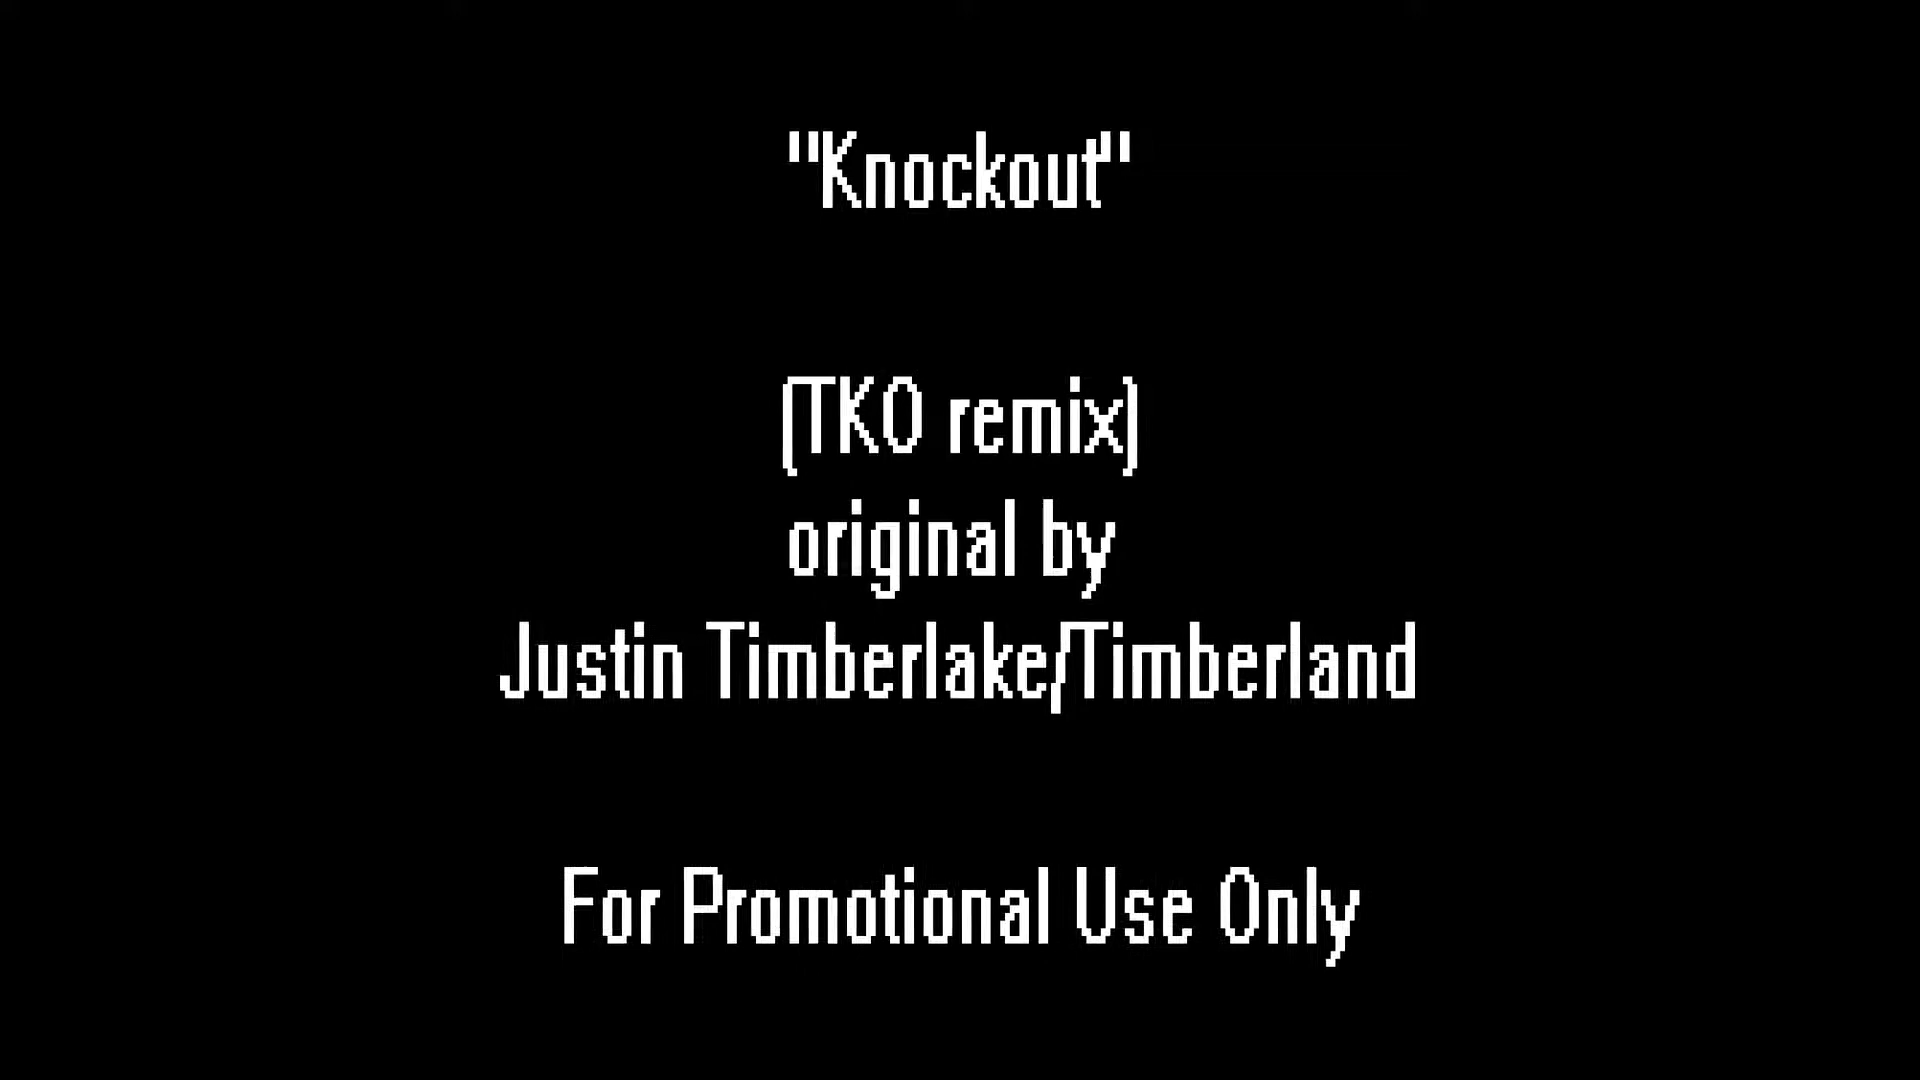 "Knockout"
(TKO remix)
original by
Justin Timberlake/Timberland
For Promotional Use Only